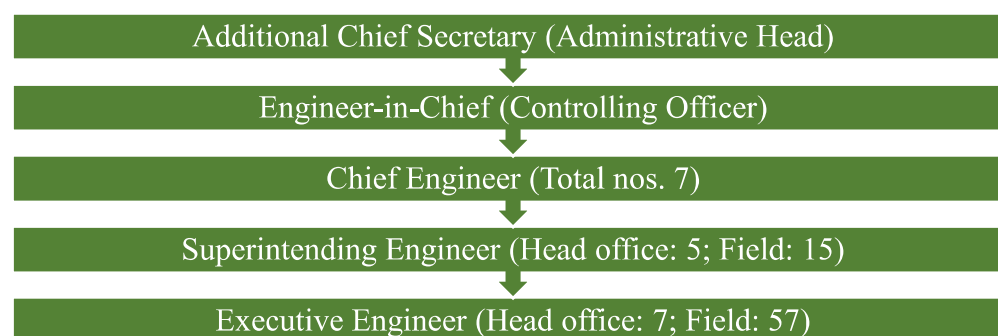 Additional Chief Secretary (Administrative Head)
Engineer-in-Chief (Controlling Officer)
Chief Engineer (Total nos. 7)
Superintending Engineer (Head office: 5; Field: 15)
Executive Engineer (Head office: 7; Field: 57)